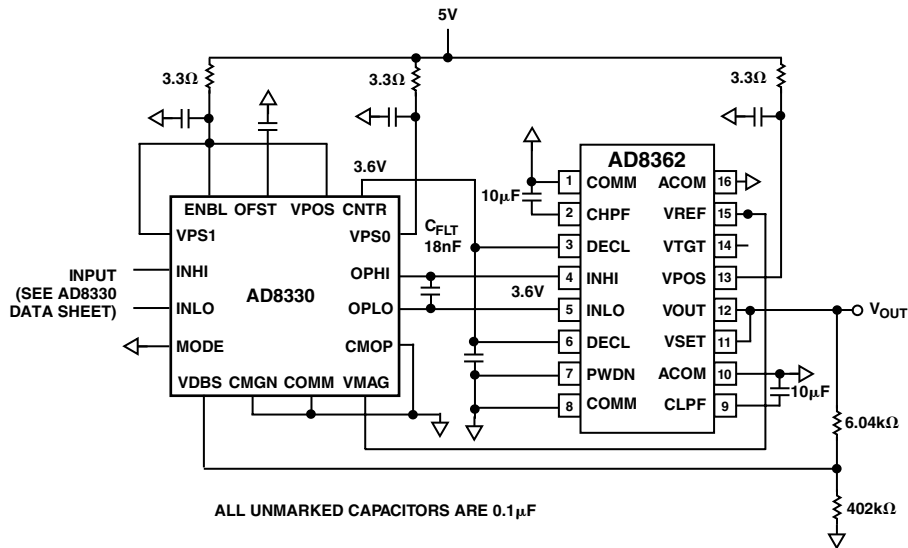 5V
3.3Ω
3.3Ω
3.3Ω
3.6V
AD8362
10μF
1 COMM ACOM 16
2 CHPF VREF 15
3 DECL VTGT 14
4 INHI VPOS 13
5 INLO VOUT 12
6 DECL VSET 11
7 PWDN ACOM 10
8 COMM CLPF 9
ENBL OFST VPOS CNTR
VPS1 VPS0
CFLT
18nF
INHI OPHI
INPUT
(SEE AD8330
DATA SHEET)
AD8330
3.6V
INLO OPLO
MODE CMOP
VDBS CMGN COMM VMAG
VOUT
10μF
6.04kΩ
402kΩ
ALL UNMARKED CAPACITORS ARE 0.1μF